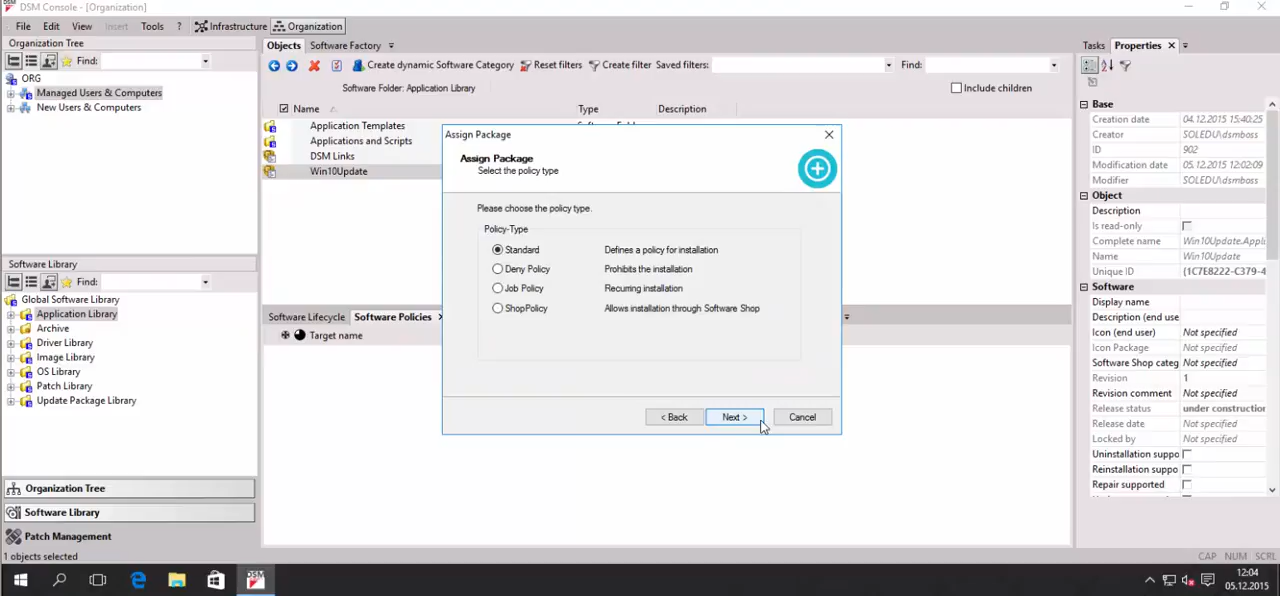 DSM Console - [Organization]
File Edit View Insert Tools ? Infrastructure Organization
Organization Tree
Find:
ORG
Managed Users & Computers
New Users & Computers
Software Library
Find:
Global Software Library
Application Library
Archive
Driver Library
Image Library
OS Library
Patch Library
Update Package Library
Organization Tree
Software Library
Patch Management
1 objects selected
Objects Software Factory
Create dynamic Software Category Reset filters Create filter Saved filters: Find:
Software Folder: Application Library Include children
Name Type Description
Application Templates
Applications and Scripts
DSM Links
Win10Update
Software Lifecycle Software Policies
Target name
Assign Package
Assign Package
Select the policy type
Please choose the policy type.
Policy-Type
Standard Defines a policy for installation
Deny Policy Prohibits the installation
Job Policy Recurring installation
ShopPolicy Allows installation through Software Shop
< Back Next > Cancel
Tasks Properties
Base
Creation date 04.12.2015 15:40:25
Creator SOLEDU\dsmboss
ID 902
Modification date 05.12.2015 12:02:09
Modifier SOLEDU\dsmboss
Object
Description
Is read-only
Complete name Win10Update.Appli
Name Win10Update
Unique ID {1C7E8222-C379-4
Software
Display name
Description (end use
Icon (end user) Not specified
Icon Package Not specified
Software Shop categ Not specified
Revision 1
Revision comment Not specified
Release status under construction
Release date Not specified
Locked by Not specified
Uninstallation suppo
Reinstallation suppo
Repair supported
CAP NUM SCRL
12:04
05.12.2015